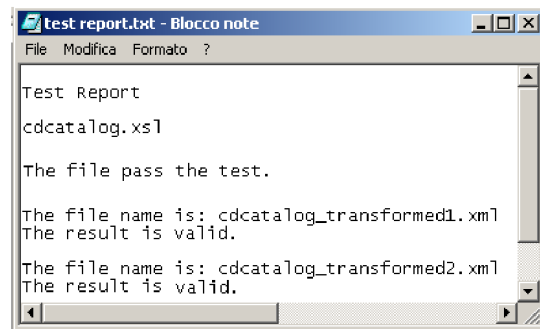 test report.txt - Blocco note
File Modifica Formato ?
Test Report
cdcatalog.xsl
The file pass the test.
The file name is: cdcatalog_transformed1.xml
The result is valid.
The file name is: cdcatalog_transformed2.xml
The result is valid.